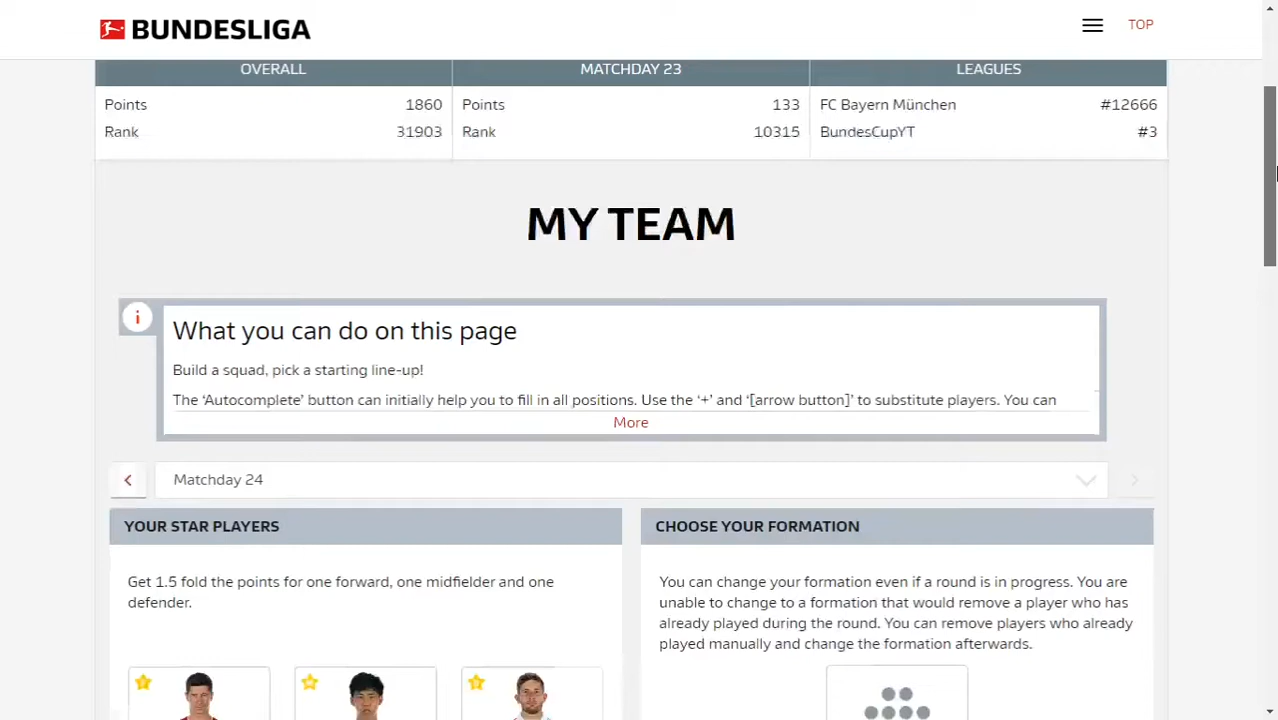 BUNDESLIGA
TOP
OVERALL
MATCHDAY 23
LEAGUES
Points 1860
Points 133
FC Bayern München #12666
Rank 31903
Rank 10315
BundesCupYT #3
MY TEAM
i
What you can do on this page
Build a squad, pick a starting line-up!
The ‘Autocomplete’ button can initially help you to fill in all positions. Use the ‘+’ and ‘[arrow button]’ to substitute players. You can
More
Matchday 24
YOUR STAR PLAYERS
Get 1.5 fold the points for one forward, one midfielder and one
defender.
CHOOSE YOUR FORMATION
You can change your formation even if a round is in progress. You are
unable to change to a formation that would remove a player who has
already played during the round. You can remove players who already
played manually and change the formation afterwards.